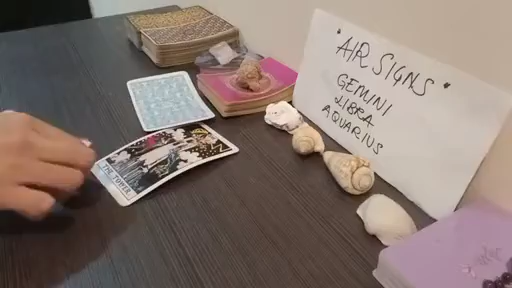 "AIR SIGNS"
GEMINI
LIBRA
AQUARIUS
THE TOWER.